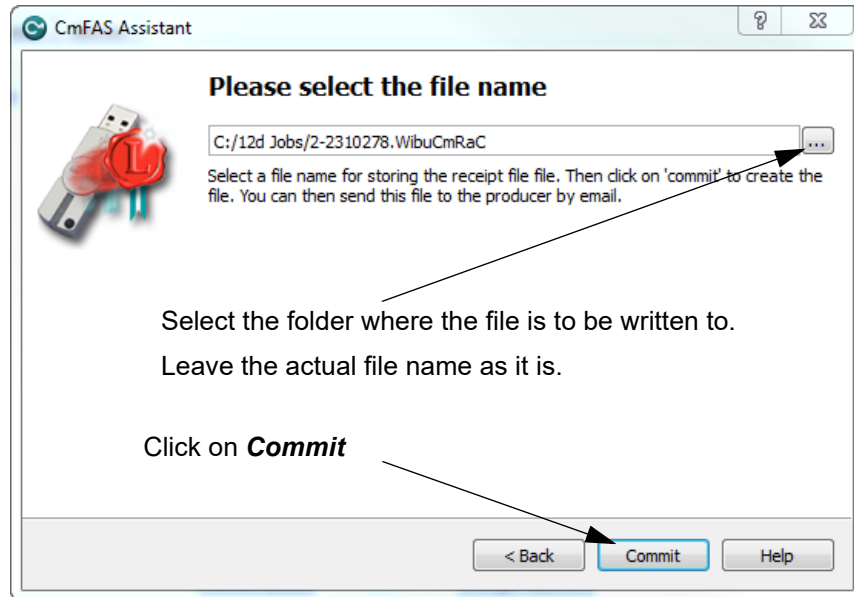 CmFAS Assistant
Please select the file name
C:/12d Jobs/2-2310278.WibuCmRaC
...
Select a file name for storing the receipt file file. Then click on 'commit' to create the
file. You can then send this file to the producer by email.
Select the folder where the file is to be written to.
Leave the actual file name as it is.
Click on Commit
< Back Commit Help